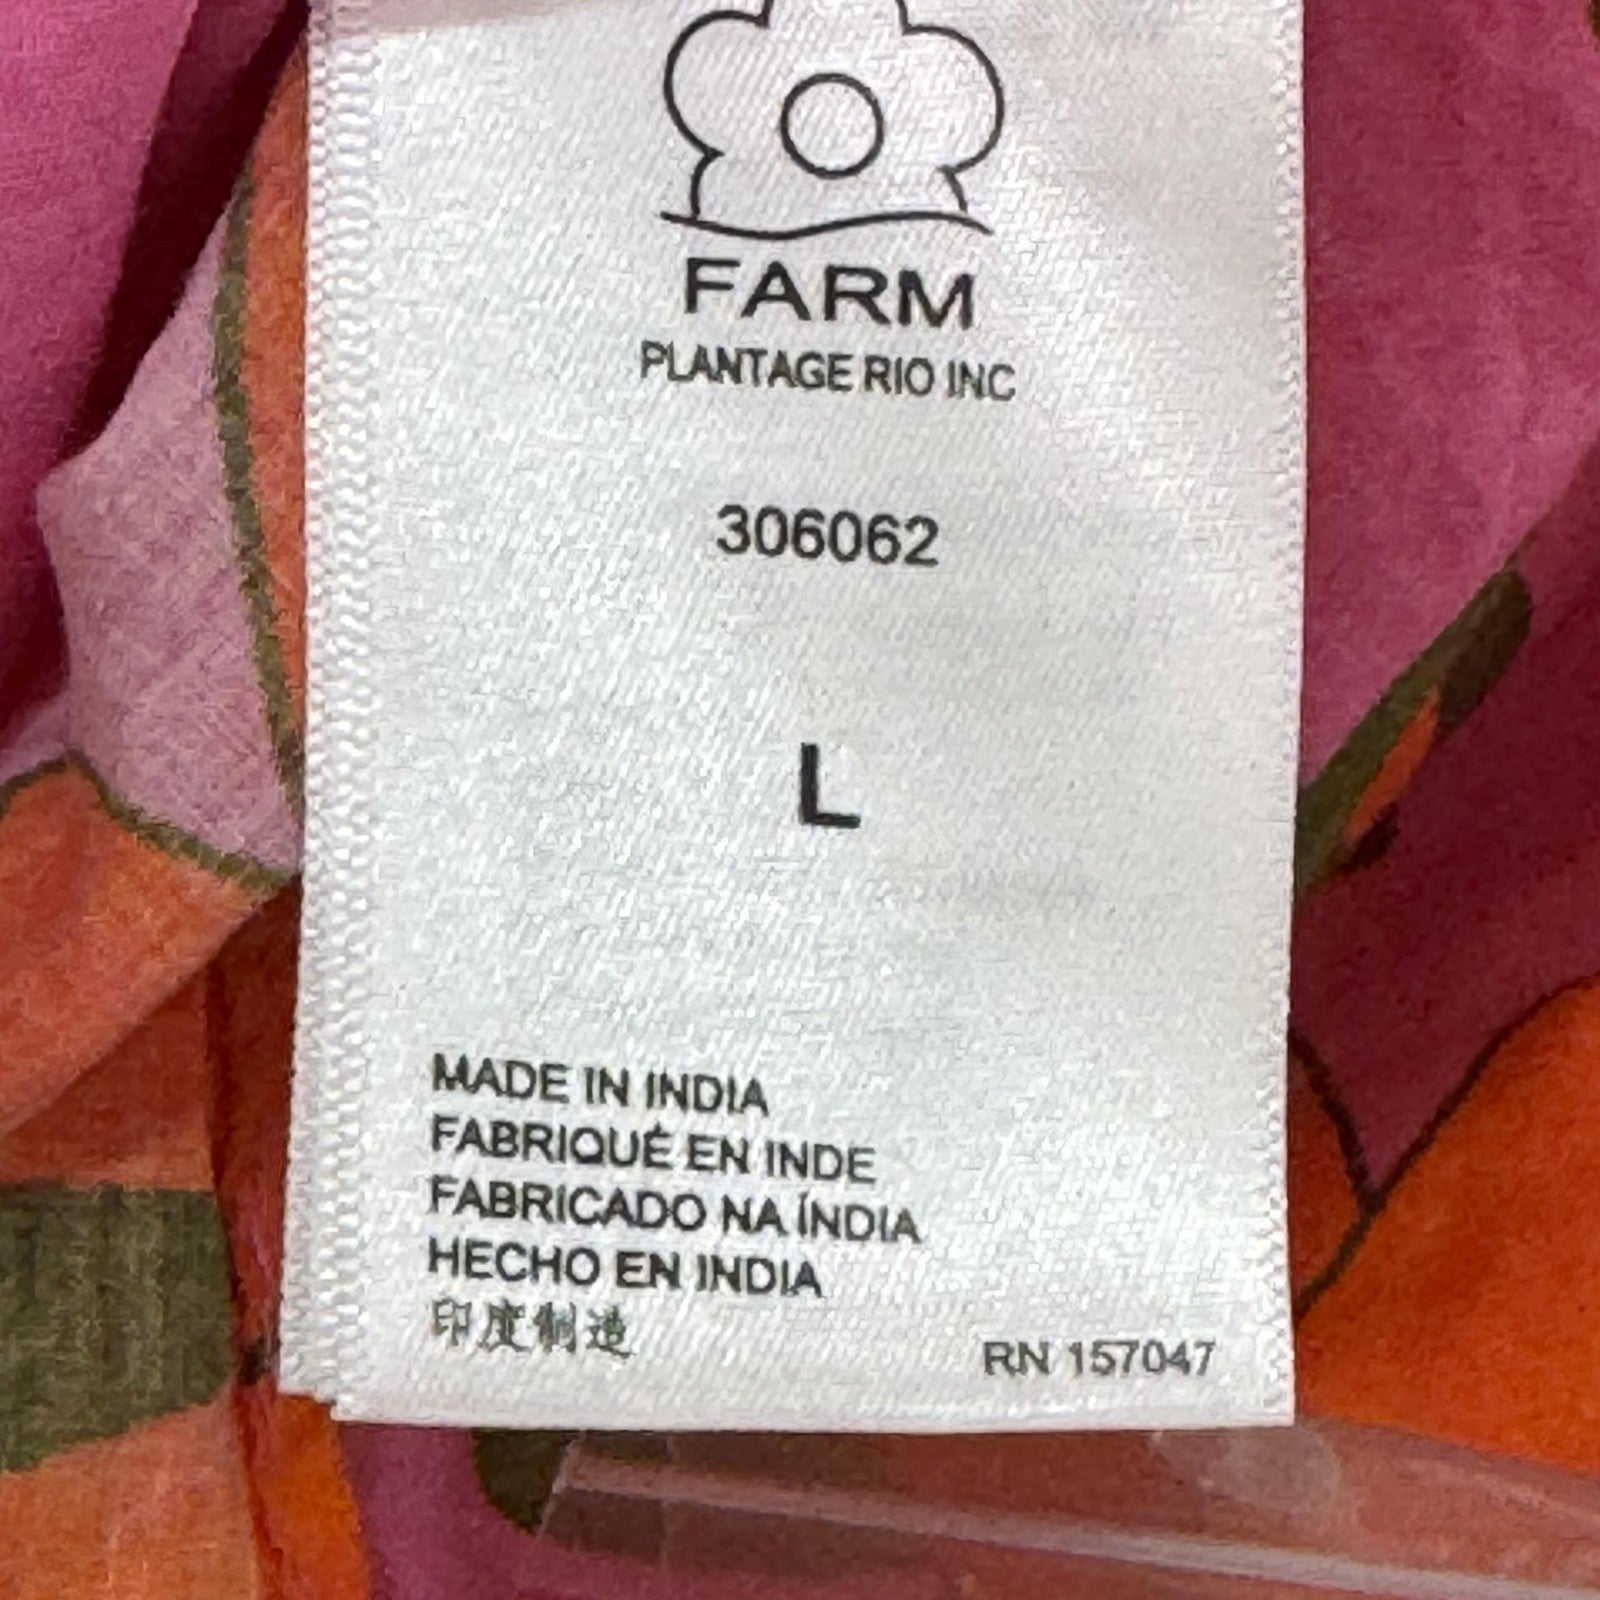 FARM
PLANTAGE RIO INC
306062
L
MADE IN INDIA
FABRIQUÉ EN INDE
FABRICADO NA ÍNDIA
HECHO EN INDIA
印度制造
RN 157047